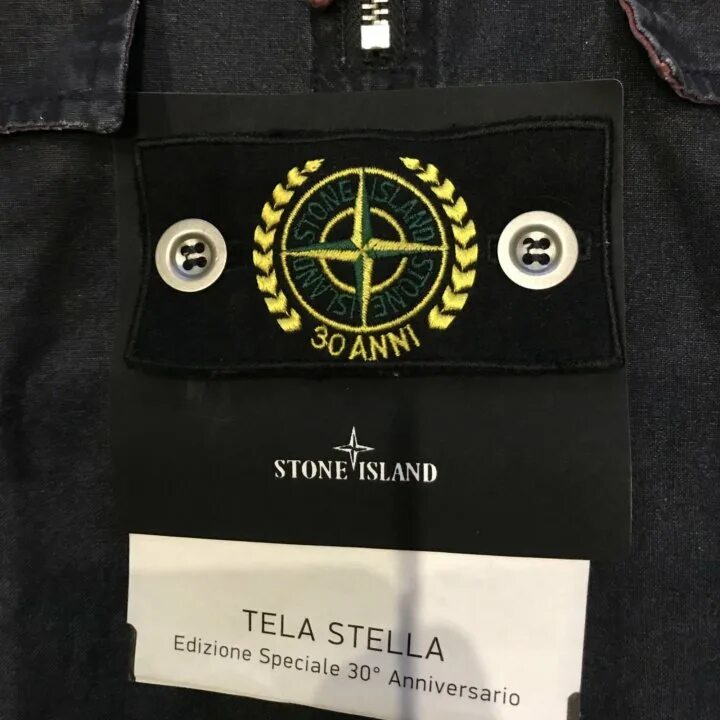 STONE ISLAND
STONE ISLAND
30 ANNI
STONE ISLAND
TELA STELLA
Edizione Speciale 30° Anniversario